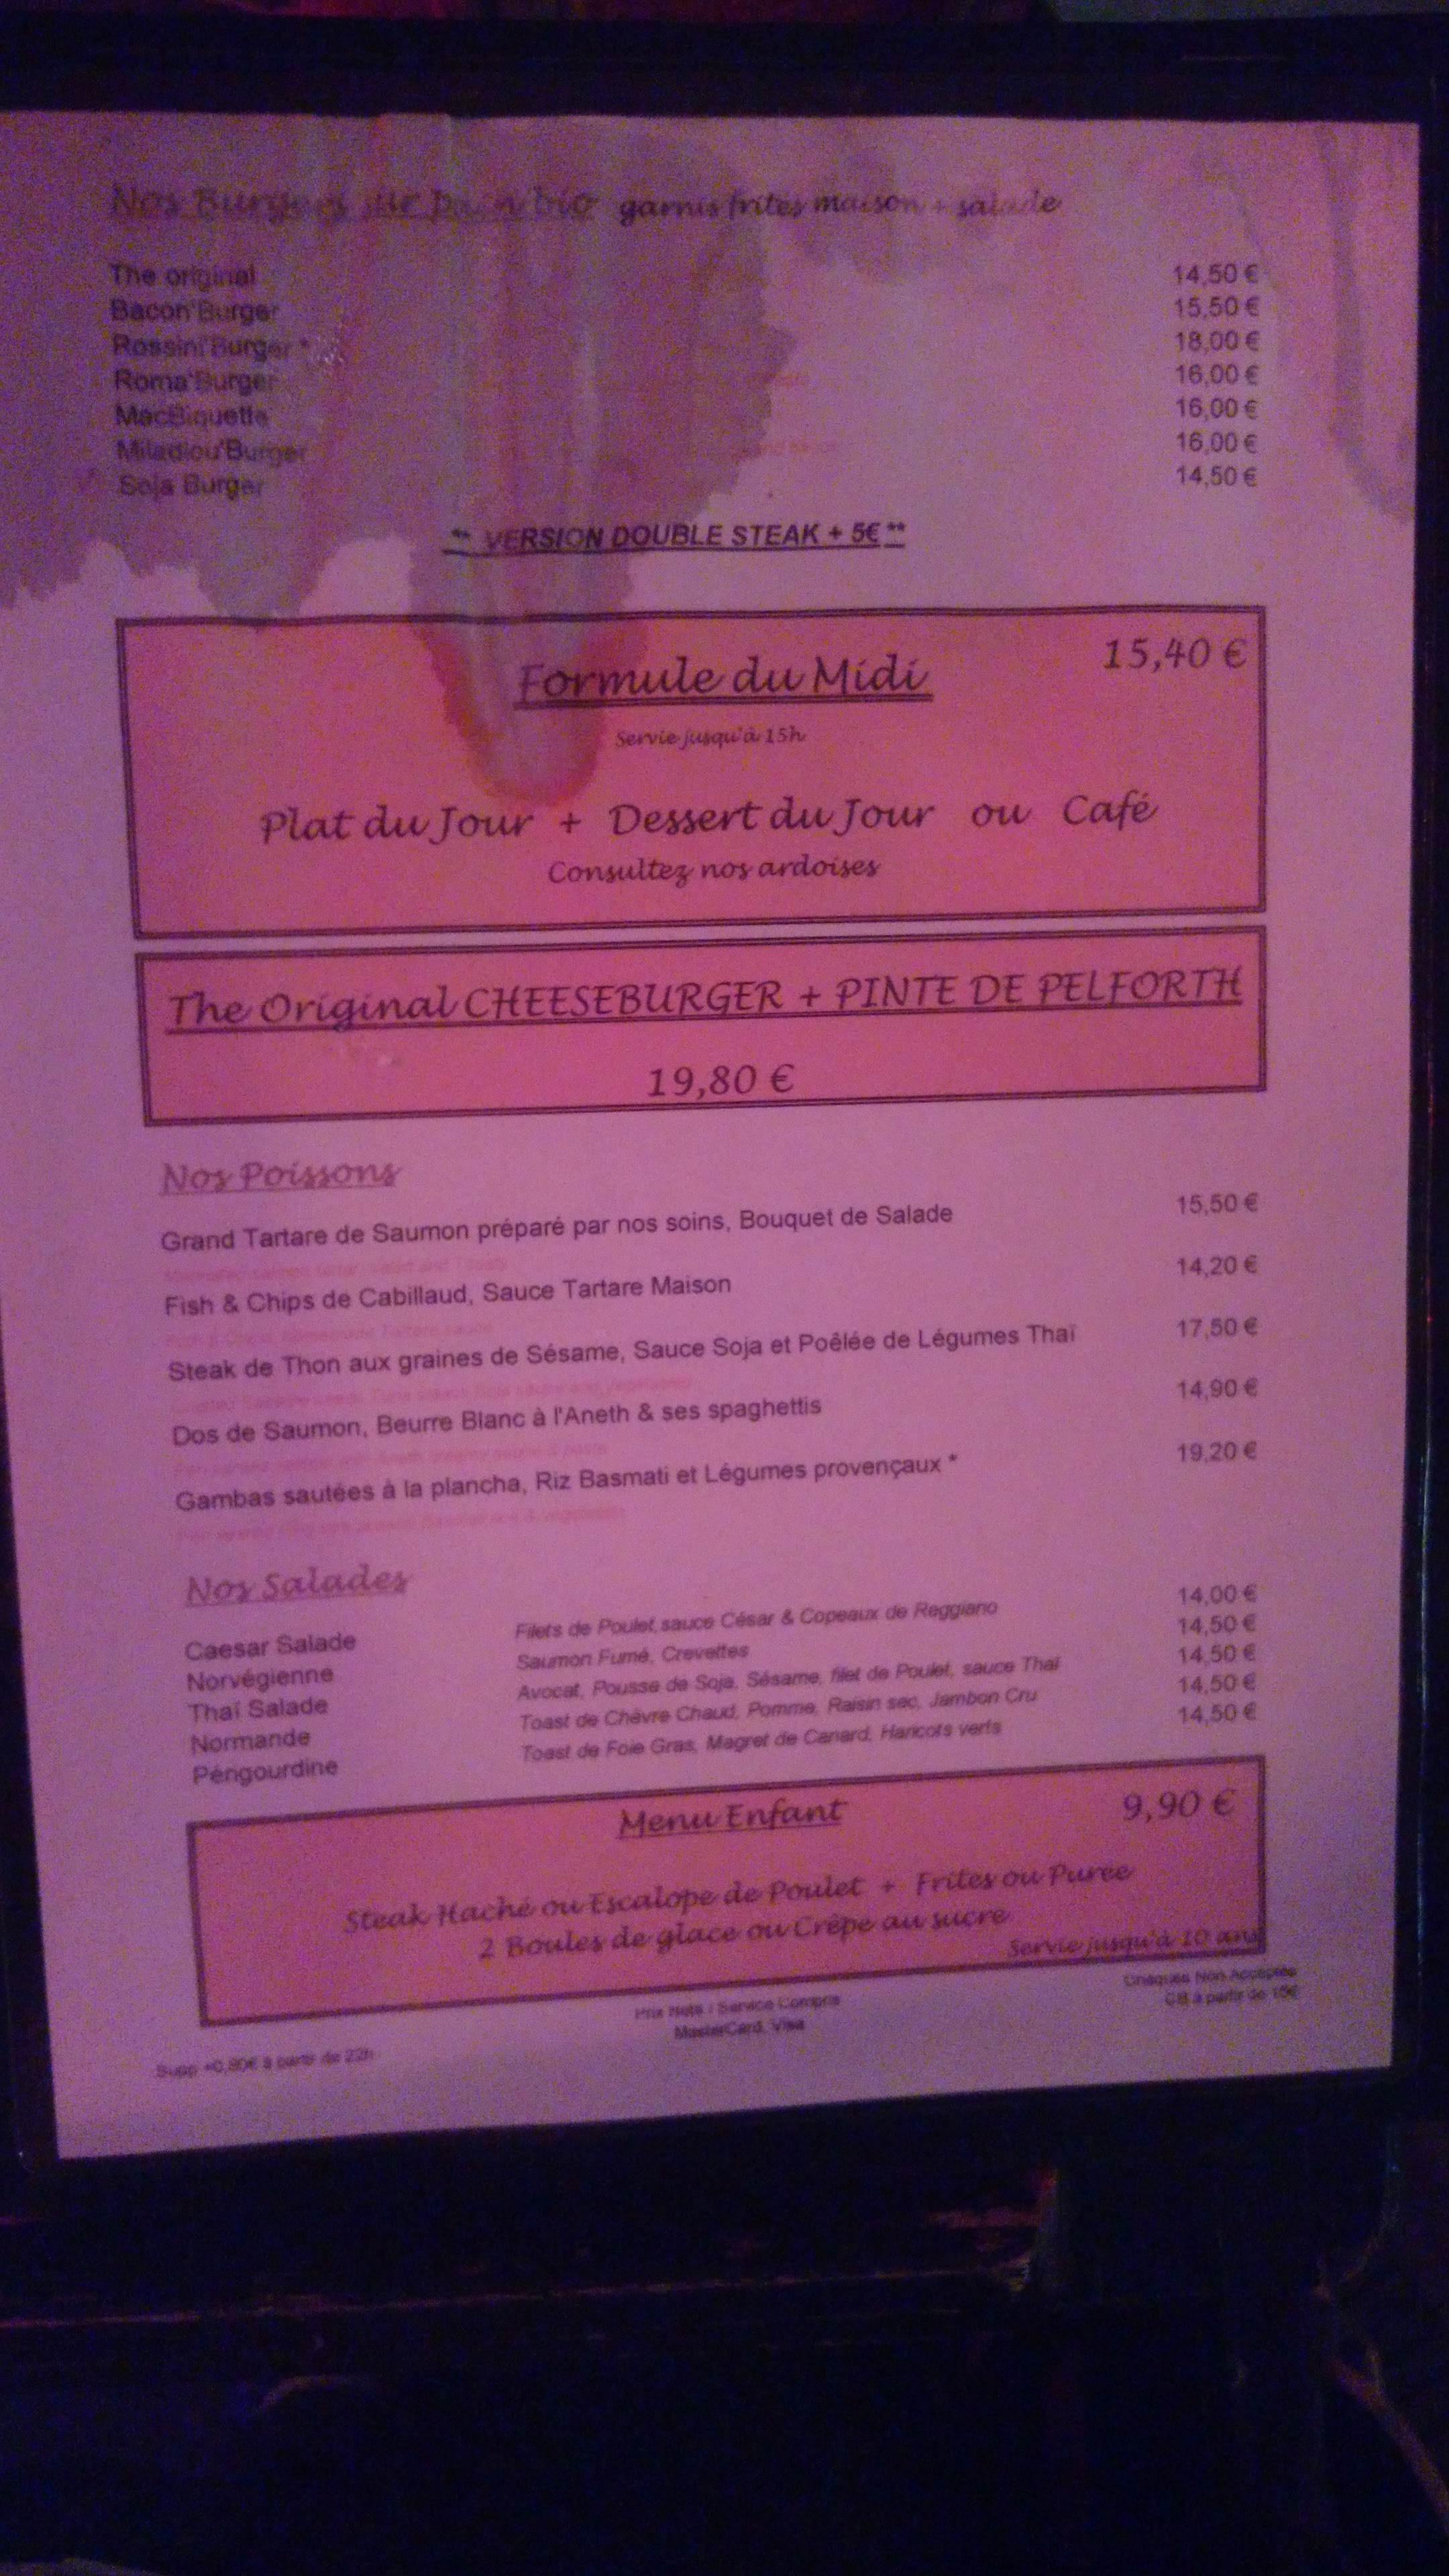 Nos Burgers sur pain bio garnis frites maison + salade
The original 14,50 €
Bacon'Burger 15,50 €
Rossini'Burger * 18,00 €
Roma'Burger 16,00 €
MacBiquette 16,00 €
Miladiou'Burger 16,00 €
Soja Burger 14,50 €
** VERSION DOUBLE STEAK + 5€ **
Formule du Midi 15,40 €
Servie jusqu'à 15h
Plat du Jour + Dessert du Jour ou Café
Consultez nos ardoises
The Original CHEESEBURGER + PINTE DE PELFORTH
19,80 €
Nos Poissons
Grand Tartare de Saumon préparé par nos soins, Bouquet de Salade 15,50 €
Fish & Chips de Cabillaud, Sauce Tartare Maison 14,20 €
Steak de Thon aux graines de Sésame, Sauce Soja et Poêlée de Légumes Thaï 17,50 €
Dos de Saumon, Beurre Blanc à l'Aneth & ses spaghettis 14,90 €
Gambas sautées à la plancha, Riz Basmati et Légumes provençaux * 19,20 €
Nos Salades
Caesar Salade Filets de Poulet, sauce César & Copeaux de Reggiano 14,00 €
Norvégienne Saumon Fumé, Crevettes 14,50 €
Thaï Salade Avocat, Pousse de Soja, Sésame, filet de Poulet, sauce Thaï 14,50 €
Normande Toast de Chèvre Chaud, Pomme, Raisin sec, Jambon Cru 14,50 €
Périgourdine Toast de Foie Gras, Magret de Canard, Haricots verts 14,50 €
Menu Enfant 9,90 €
Steak Haché ou Escalope de Poulet + Frites ou Purée
2 Boules de glace ou Crêpe au sucre
Servie jusqu'à 10 ans
Prix Nets / Service Compris
MasterCard, Visa
Chèques Non Acceptés
CB à partir de 15€
Supp +0,80€ à partir de 22h